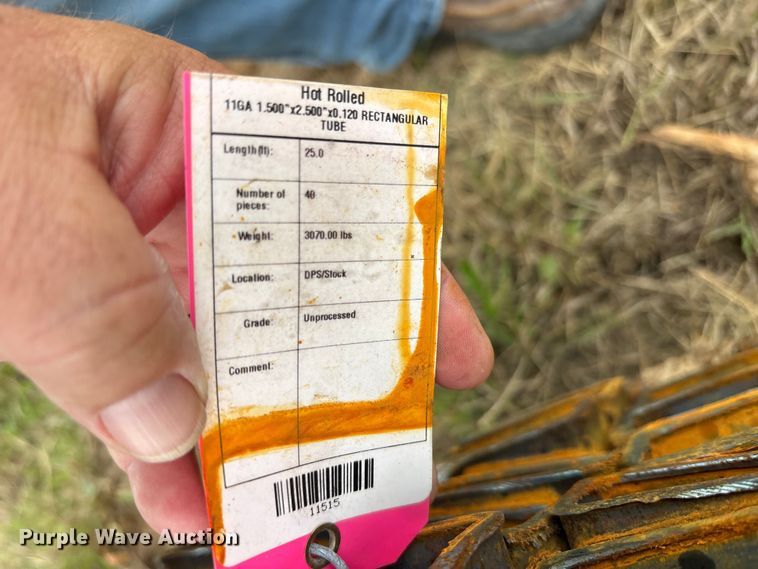 Hot Rolled
11GA 1.500"x2.500"x0.120 RECTANGULAR
TUBE
Length(ft): 25.0
Number of pieces: 40
Weight: 3070.00 lbs
Location: DPS/Stock
Grade: Unprocessed
Comment:
11515
Purple Wave Auction